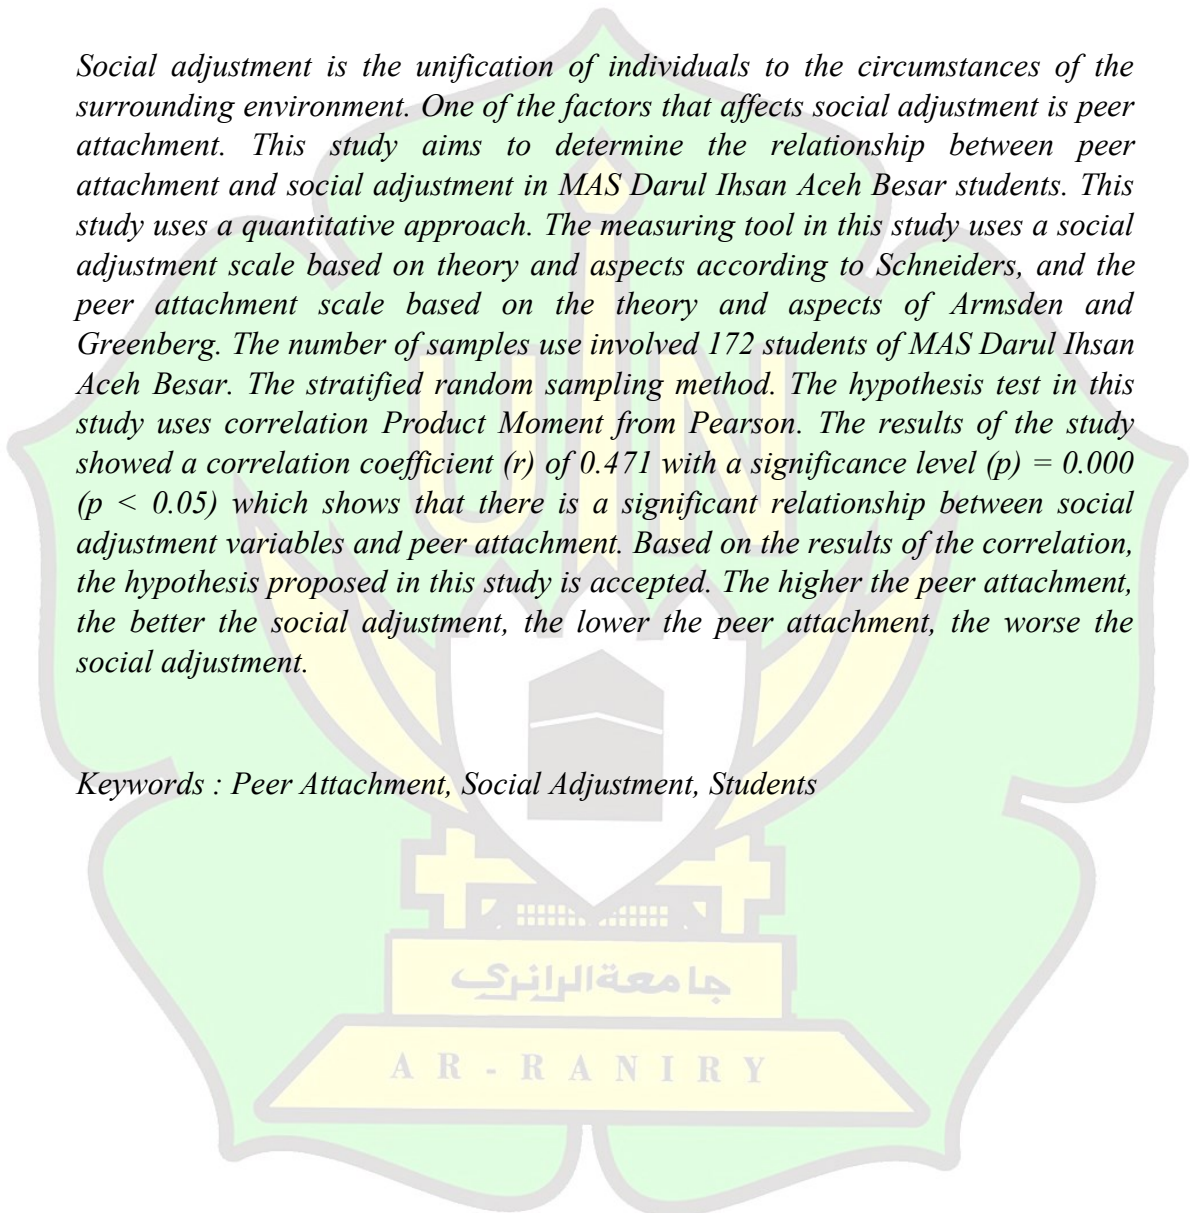 Social adjustment is the unification of individuals to the circumstances of the
surrounding environment. One of the factors that affects social adjustment is peer
attachment. This study aims to determine the relationship between peer
attachment and social adjustment in MAS Darul Ihsan Aceh Besar students. This
study uses a quantitative approach. The measuring tool in this study uses a social
adjustment scale based on theory and aspects according to Schneiders, and the
peer attachment scale based on the theory and aspects of Armsden and
Greenberg. The number of samples use involved 172 students of MAS Darul Ihsan
Aceh Besar. The stratified random sampling method. The hypothesis test in this
study uses correlation Product Moment from Pearson. The results of the study
showed a correlation coefficient (r) of 0.471 with a significance level (p) = 0.000
(p < 0.05) which shows that there is a significant relationship between social
adjustment variables and peer attachment. Based on the results of the correlation,
the hypothesis proposed in this study is accepted. The higher the peer attachment,
the better the social adjustment, the lower the peer attachment, the worse the
social adjustment.
Keywords : Peer Attachment, Social Adjustment, Students
UIN
جامعة الرانري
AR-RANIRY